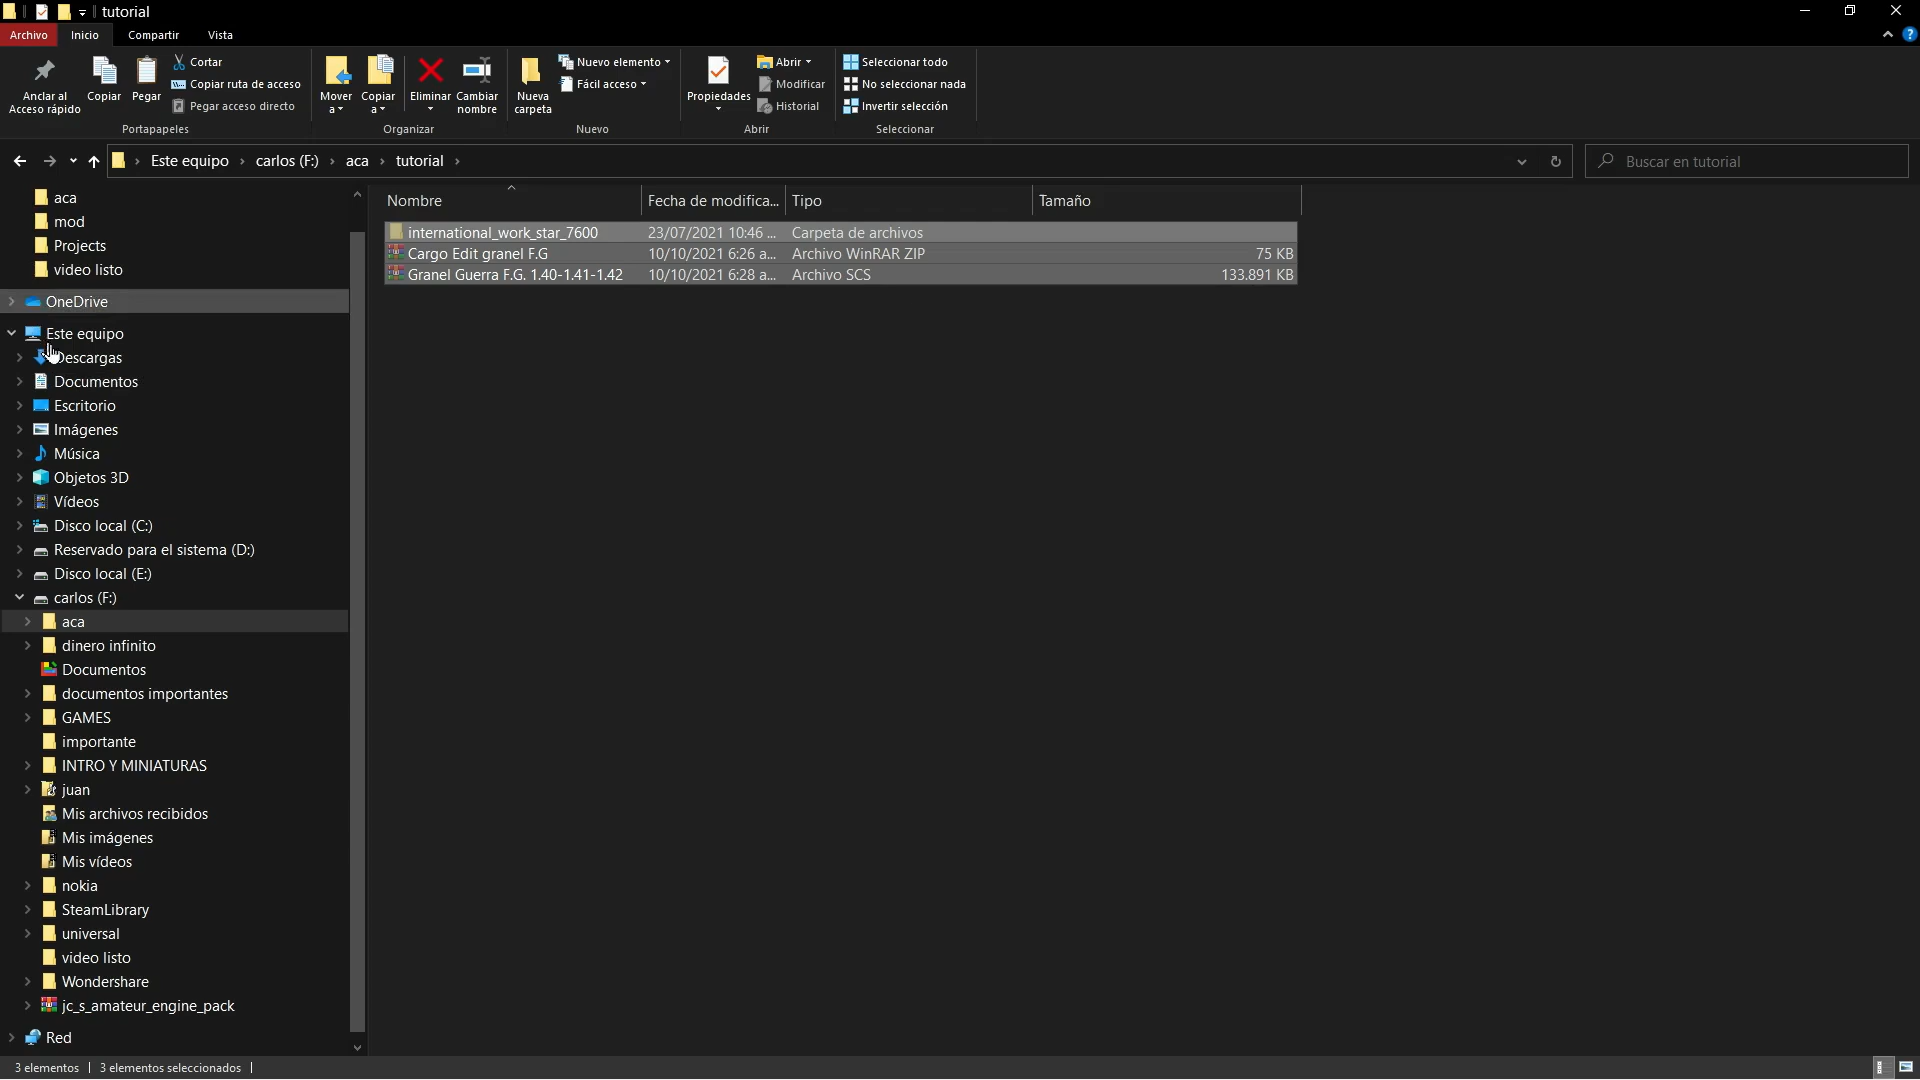 tutorial
Archivo Inicio Compartir Vista
Anclar al Acceso rápido
Copiar
Pegar
Cortar
Copiar ruta de acceso
Pegar acceso directo
Portapapeles
Mover a
Copiar a
Eliminar
Cambiar nombre
Organizar
Nueva carpeta
Nuevo elemento
Fácil acceso
Nuevo
Propiedades
Abrir
Modificar
Historial
Abrir
Seleccionar todo
No seleccionar nada
Invertir selección
Seleccionar
Este equipo > carlos (F:) > aca > tutorial >
Buscar en tutorial
aca
mod
Projects
video listo
OneDrive
Este equipo
Descargas
Documentos
Escritorio
Imágenes
Música
Objetos 3D
Vídeos
Disco local (C:)
Reservado para el sistema (D:)
Disco local (E:)
carlos (F:)
aca
dinero infinito
Documentos
documentos importantes
GAMES
importante
INTRO Y MINIATURAS
juan
Mis archivos recibidos
Mis imágenes
Mis vídeos
nokia
SteamLibrary
universal
video listo
Wondershare
jc_s_amateur_engine_pack
Red
Nombre Fecha de modifica... Tipo Tamaño
international_work_star_7600 23/07/2021 10:46 ... Carpeta de archivos
Cargo Edit granel F.G 10/10/2021 6:26 a... Archivo WinRAR ZIP 75 KB
Granel Guerra F.G. 1.40-1.41-1.42 10/10/2021 6:28 a... Archivo SCS 133.891 KB
3 elementos 3 elementos seleccionados